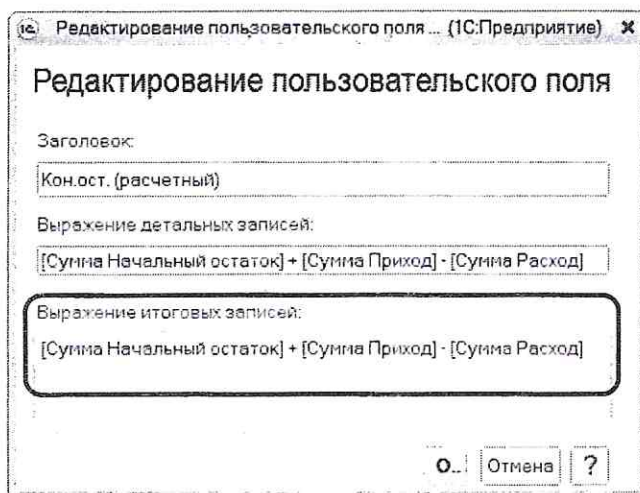 1С Редактирование пользовательского поля ... (1С:Предприятие) ×
Редактирование пользовательского поля
Заголовок:
Кон.ост. (расчетный)
Выражение детальных записей:
[Сумма Начальный остаток] + [Сумма Приход] - [Сумма Расход]
Выражение итоговых записей:
[Сумма Начальный остаток] + [Сумма Приход] - [Сумма Расход]
О.. Отмена ?